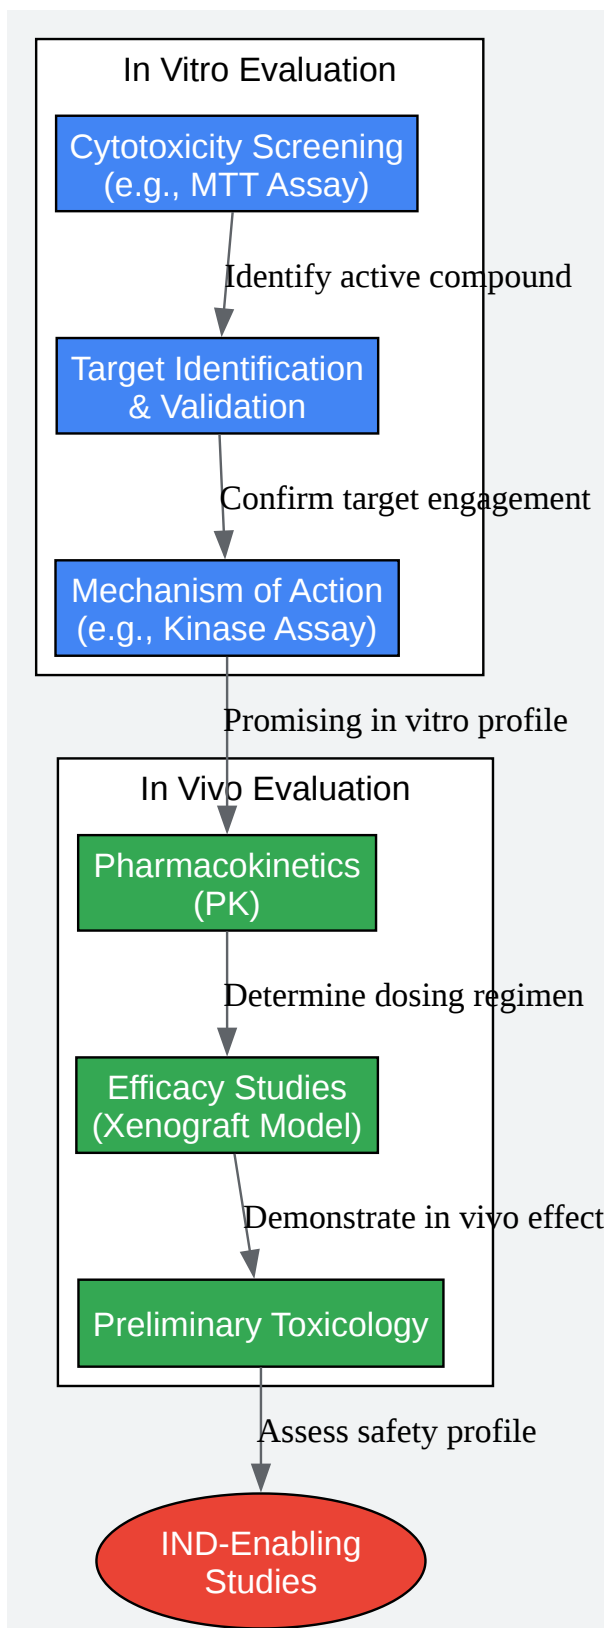 In Vitro Evaluation
Cytotoxicity Screening
(e.g., MTT Assay)
Identify active compound
Target Identification
& Validation
Confirm target engagement
Mechanism of Action
(e.g., Kinase Assay)
Promising in vitro profile
In Vivo Evaluation
Pharmacokinetics
(PK)
Determine dosing regimen
Efficacy Studies
(Xenograft Model)
Demonstrate in vivo effect
Preliminary Toxicology
Assess safety profile
IND-Enabling
Studies